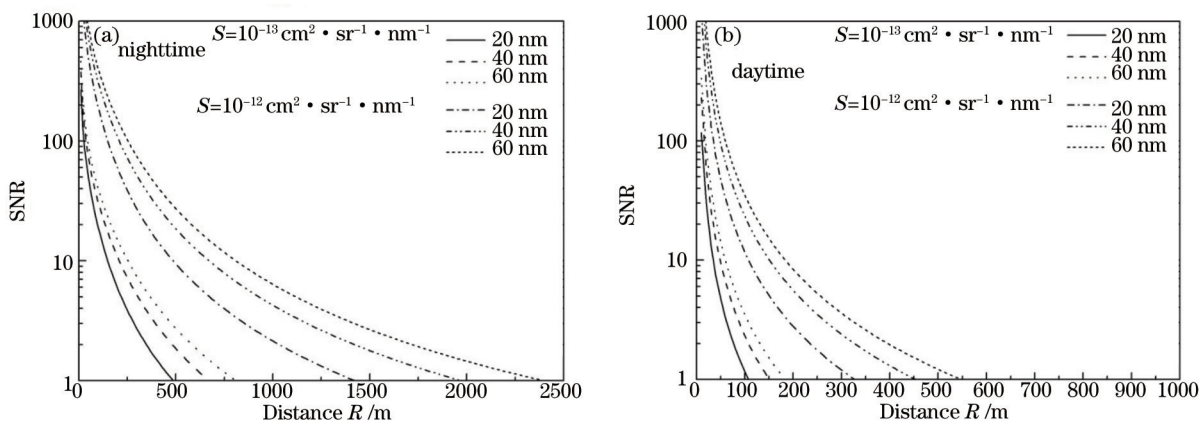 (a)
nighttime
S=10⁻¹³ cm² • sr⁻¹ • nm⁻¹
20 nm
40 nm
60 nm
S=10⁻¹² cm² • sr⁻¹ • nm⁻¹
20 nm
40 nm
60 nm
1000
100
10
1
SNR
0 500 1000 1500 2000 2500
Distance R /m
(b)
daytime
S=10⁻¹³ cm² • sr⁻¹ • nm⁻¹
20 nm
40 nm
60 nm
S=10⁻¹² cm² • sr⁻¹ • nm⁻¹
20 nm
40 nm
60 nm
1000
100
10
1
SNR
0 100 200 300 400 500 600 700 800 900 1000
Distance R /m